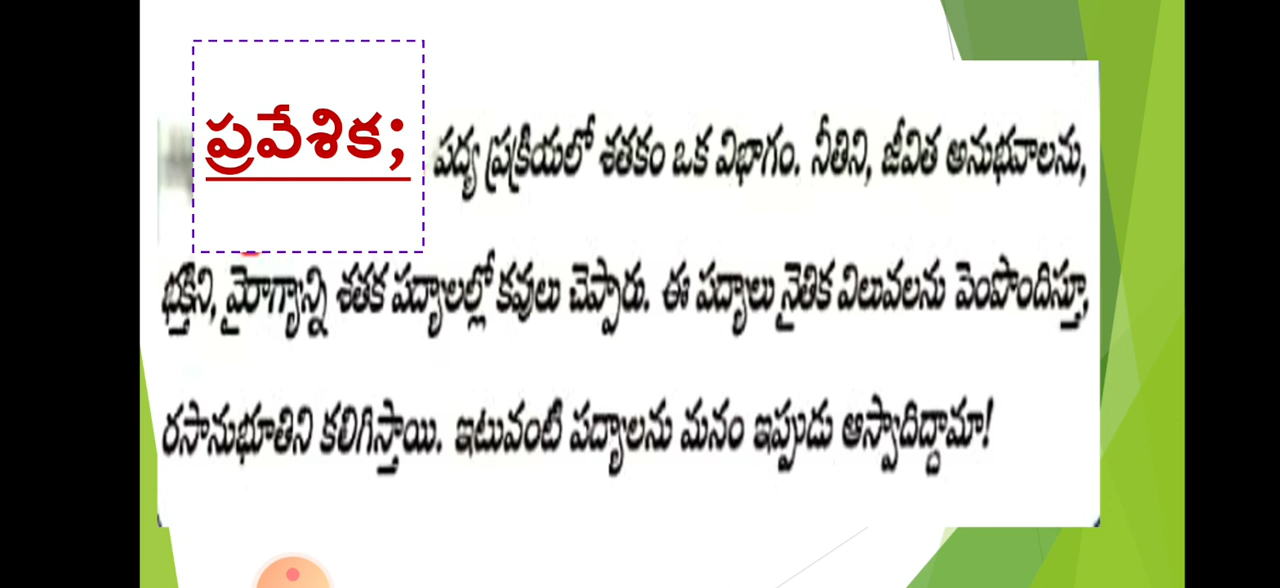 ప్రవేశిక; పద్య ప్రక్రియలో శతకం ఒక విభాగం. నీతిని, జీవిత అనుభవాలను,
భక్తిని, వైరాగ్యాన్ని శతక పద్యాలల్లో కవులు చెప్పారు. ఈ పద్యాలు నైతిక విలువలను పెంపొందిస్తూ,
రసానుభూతిని కలిగిస్తాయి. ఇటువంటి పద్యాలను మనం ఇప్పుడు ఆస్వాదిద్దామా!